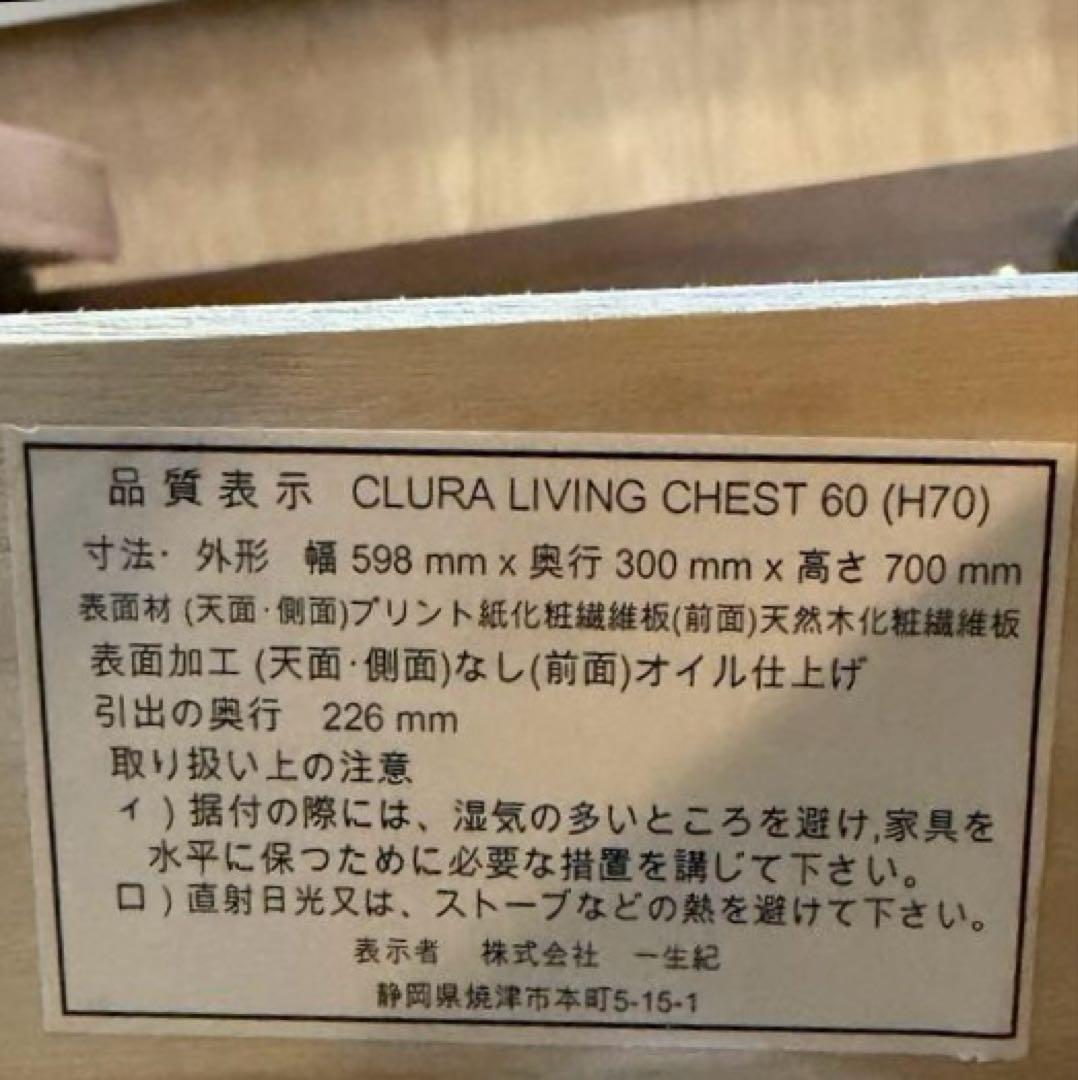 品質表示 CLURA LIVING CHEST 60 (H70)
寸法・外形 幅 598 mm x 奥行 300 mm x 高さ 700 mm
表面材 (天面・側面)プリント紙化粧繊維板(前面)天然木化粧繊維板
表面加工 (天面・側面)なし(前面)オイル仕上げ
引出の奥行 226 mm
取り扱い上の注意
ィ ) 据付の際には、湿気の多いところを避け,家具を
水平に保つために必要な措置を講じて下さい。
口 ) 直射日光又は、ストーブなどの熱を避けて下さい。
表示者 株式会社 一生紀
静岡県焼津市本町5-15-1